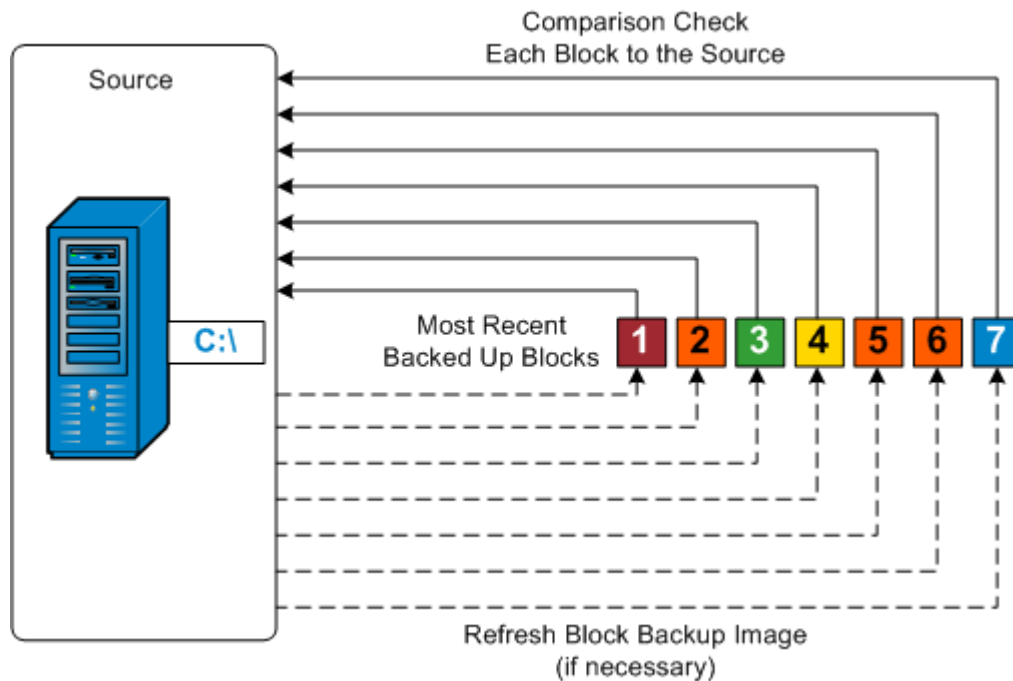 Comparison Check
Each Block to the Source
Source
C:\
Most Recent
Backed Up Blocks
1 2 3 4 5 6 7
Refresh Block Backup Image
(if necessary)